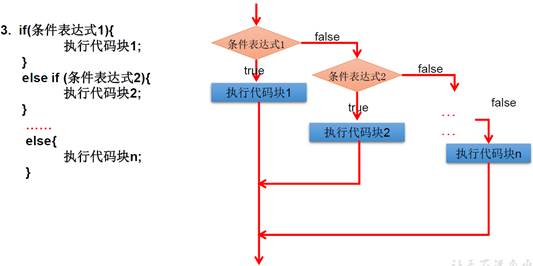 3. if(条件表达式1){
执行代码块1;
}
else if (条件表达式2){
执行代码块2;
}
……
else{
执行代码块n;
}
条件表达式1
false
true
条件表达式2
false
执行代码块1
true
false
…
…
执行代码块2
执行代码块n